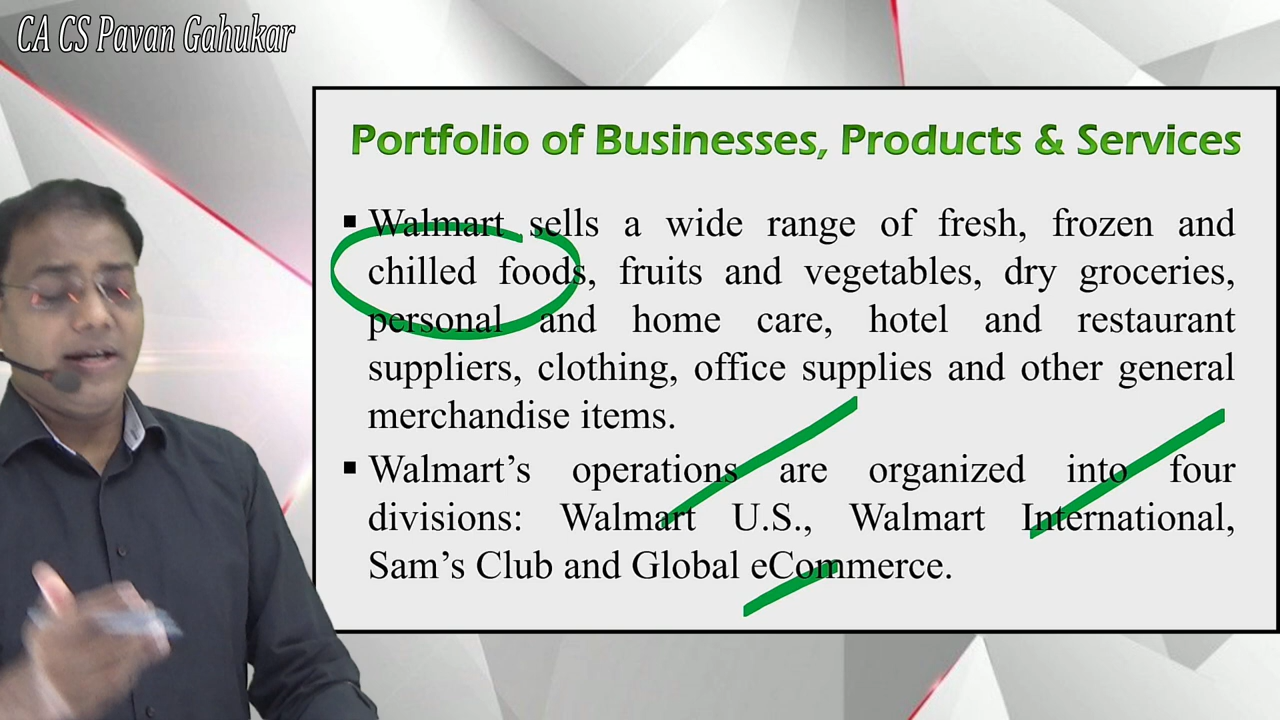 CA CS Pavan Gahukar
Portfolio of Businesses, Products & Services
▪ Walmart sells a wide range of fresh, frozen and
chilled foods, fruits and vegetables, dry groceries,
personal and home care, hotel and restaurant
suppliers, clothing, office supplies and other general
merchandise items.
▪ Walmart’s operations are organized into four
divisions: Walmart U.S., Walmart International,
Sam’s Club and Global eCommerce.